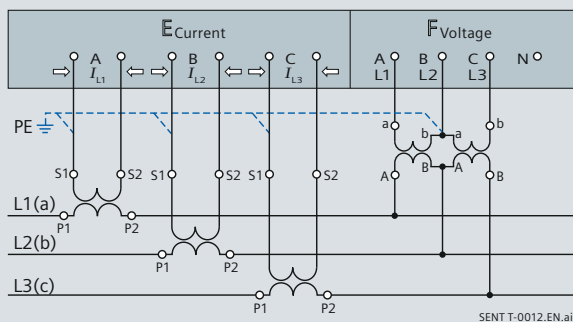 E Current F Voltage
A B C A B C N
I L1 I L2 I L3 L1 L2 L3
PE
a b a b
S1 S2 S1 S2 S1 S2 A B A B
L1(a)
P1 P2
L2(b)
P1 P2
L3(c)
P1 P2
SENT T-0012.EN.ai